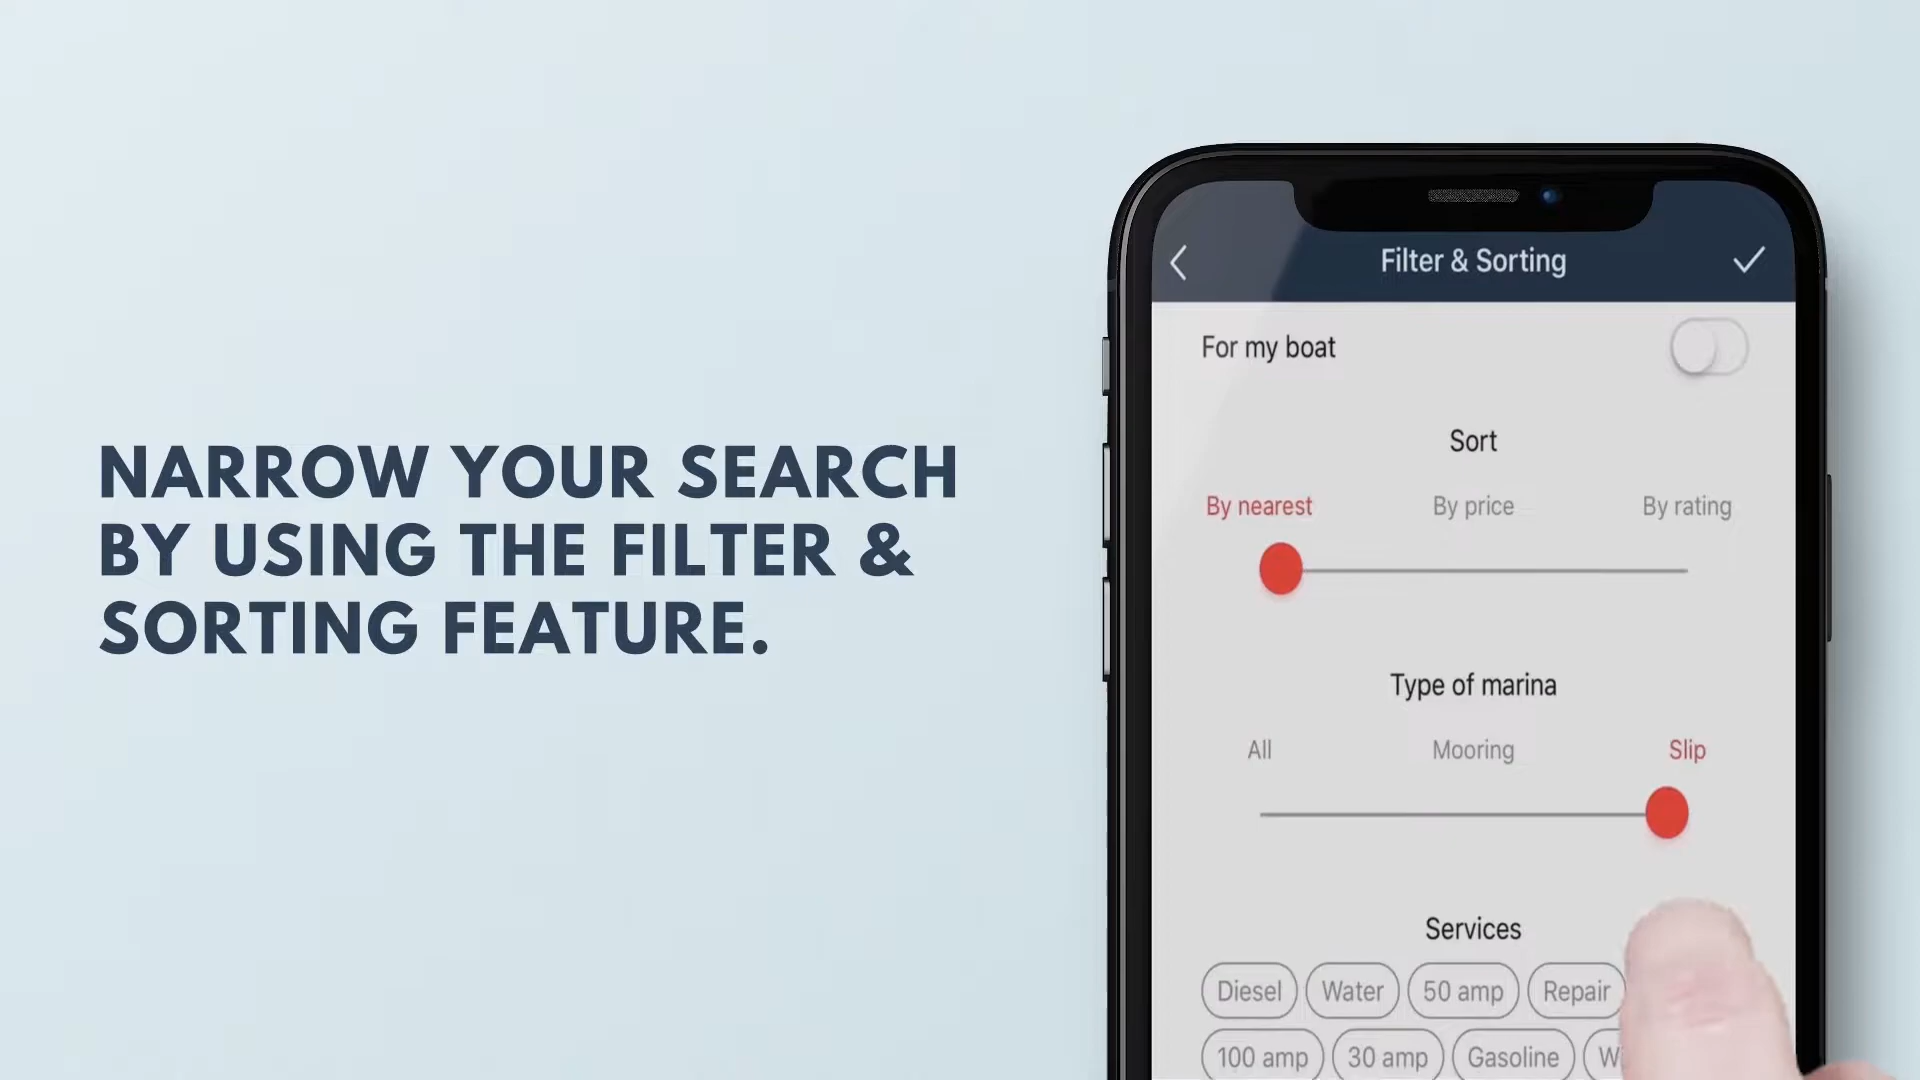 NARROW YOUR SEARCH
BY USING THE FILTER &
SORTING FEATURE.
Filter & Sorting
For my boat
Sort
By nearest By price By rating
Type of marina
All Mooring Slip
Services
Diesel Water 50 amp Repair
100 amp 30 amp Gasoline